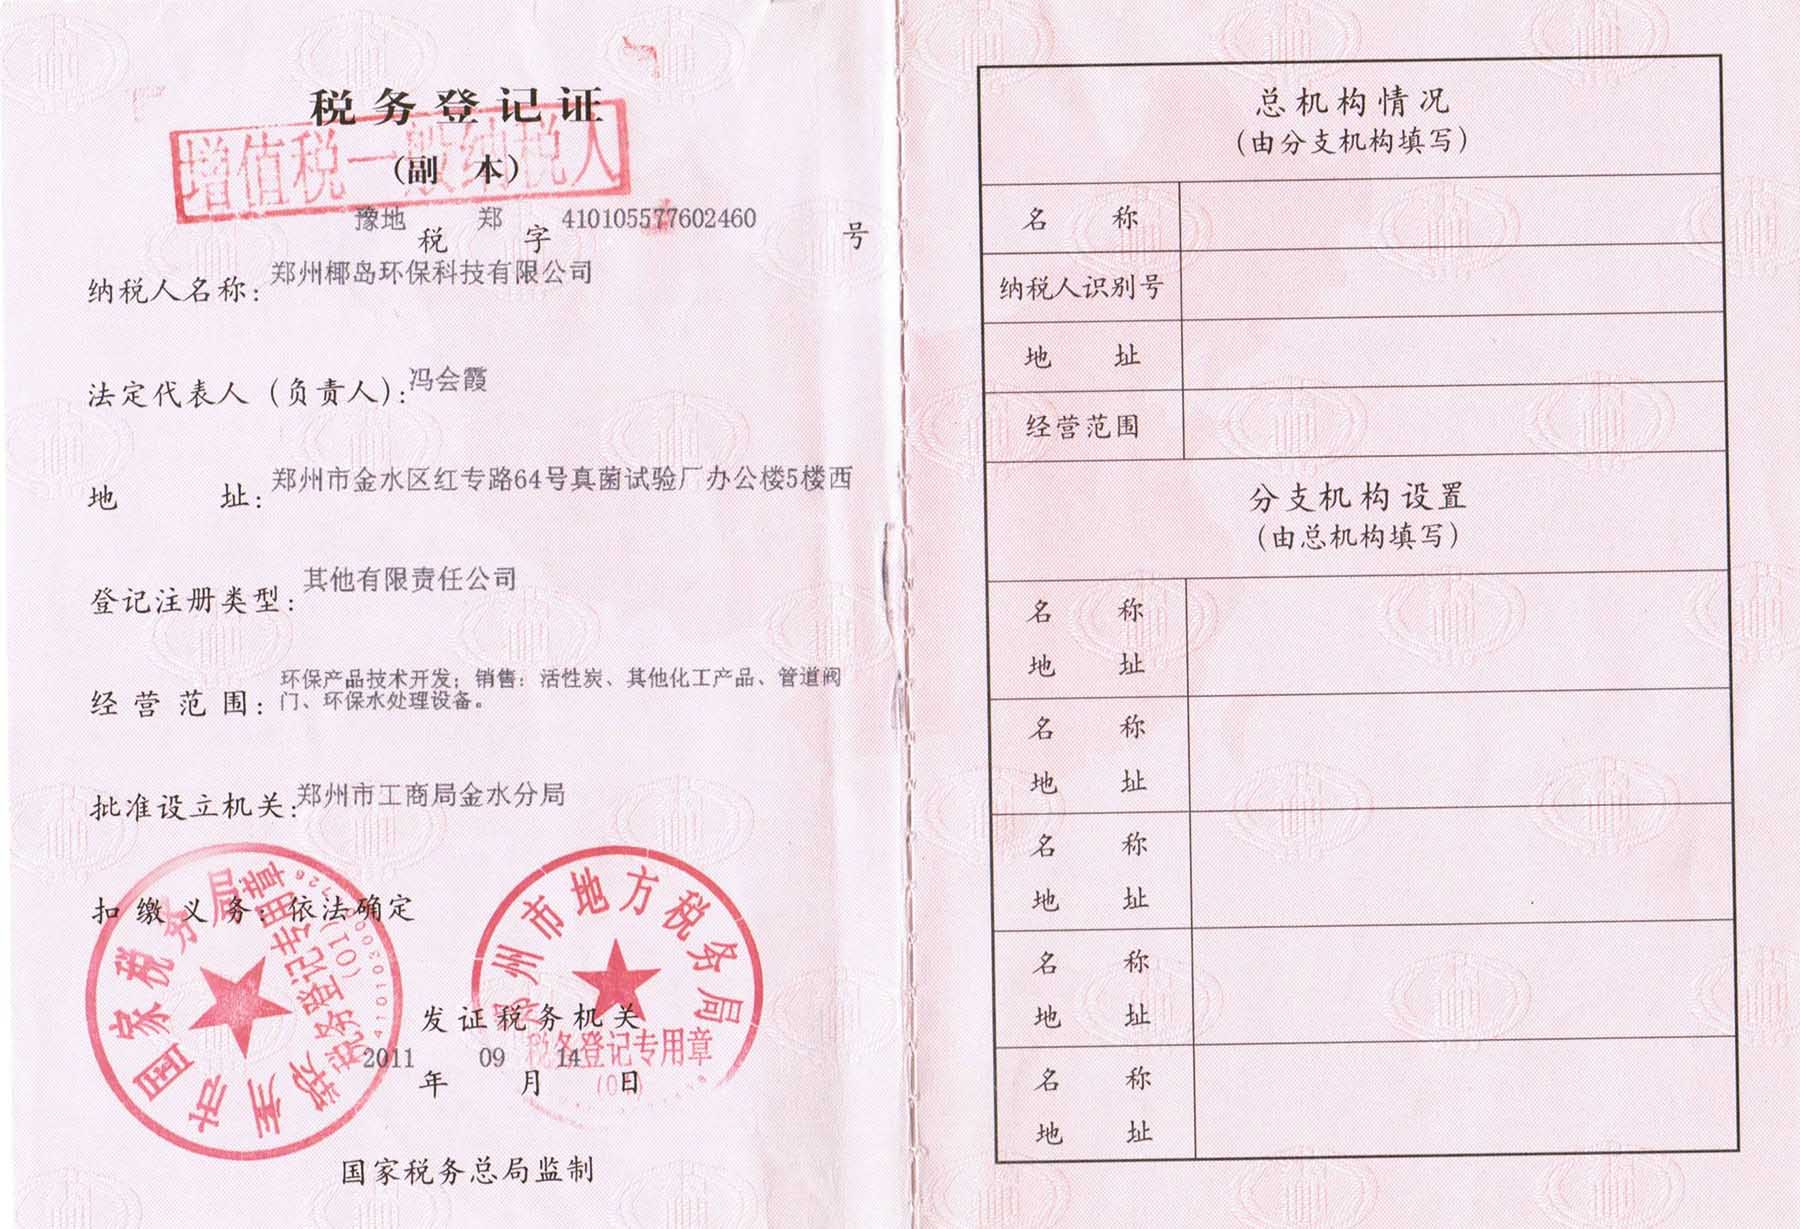 税务登记证
增值税一般纳税人
(副 本)
豫地 税 郑 字 410105577602460 号
纳税人名称: 郑州椰岛环保科技有限公司
法定代表人(负责人): 冯会霞
地 址: 郑州市金水区红专路64号真菌试验厂办公楼5楼西
登记注册类型: 其他有限责任公司
经营范围: 环保产品技术开发；销售：活性炭、其他化工产品、管道阀
门、环保水处理设备。
批准设立机关: 郑州市工商局金水分局
扣缴义务: 依法确定
郑州市国家税务局
税务登记专用章
(01)
郑州市地方税务局
税务登记专用章
(01)
发证税务机关
2011 年 09 月 14 日
国家税务总局监制
总机构情况
(由分支机构填写)
名 称
纳税人识别号
地 址
经营范围
分支机构设置
(由总机构填写)
名 称
地 址
名 称
地 址
名 称
地 址
名 称
地 址
名 称
地 址